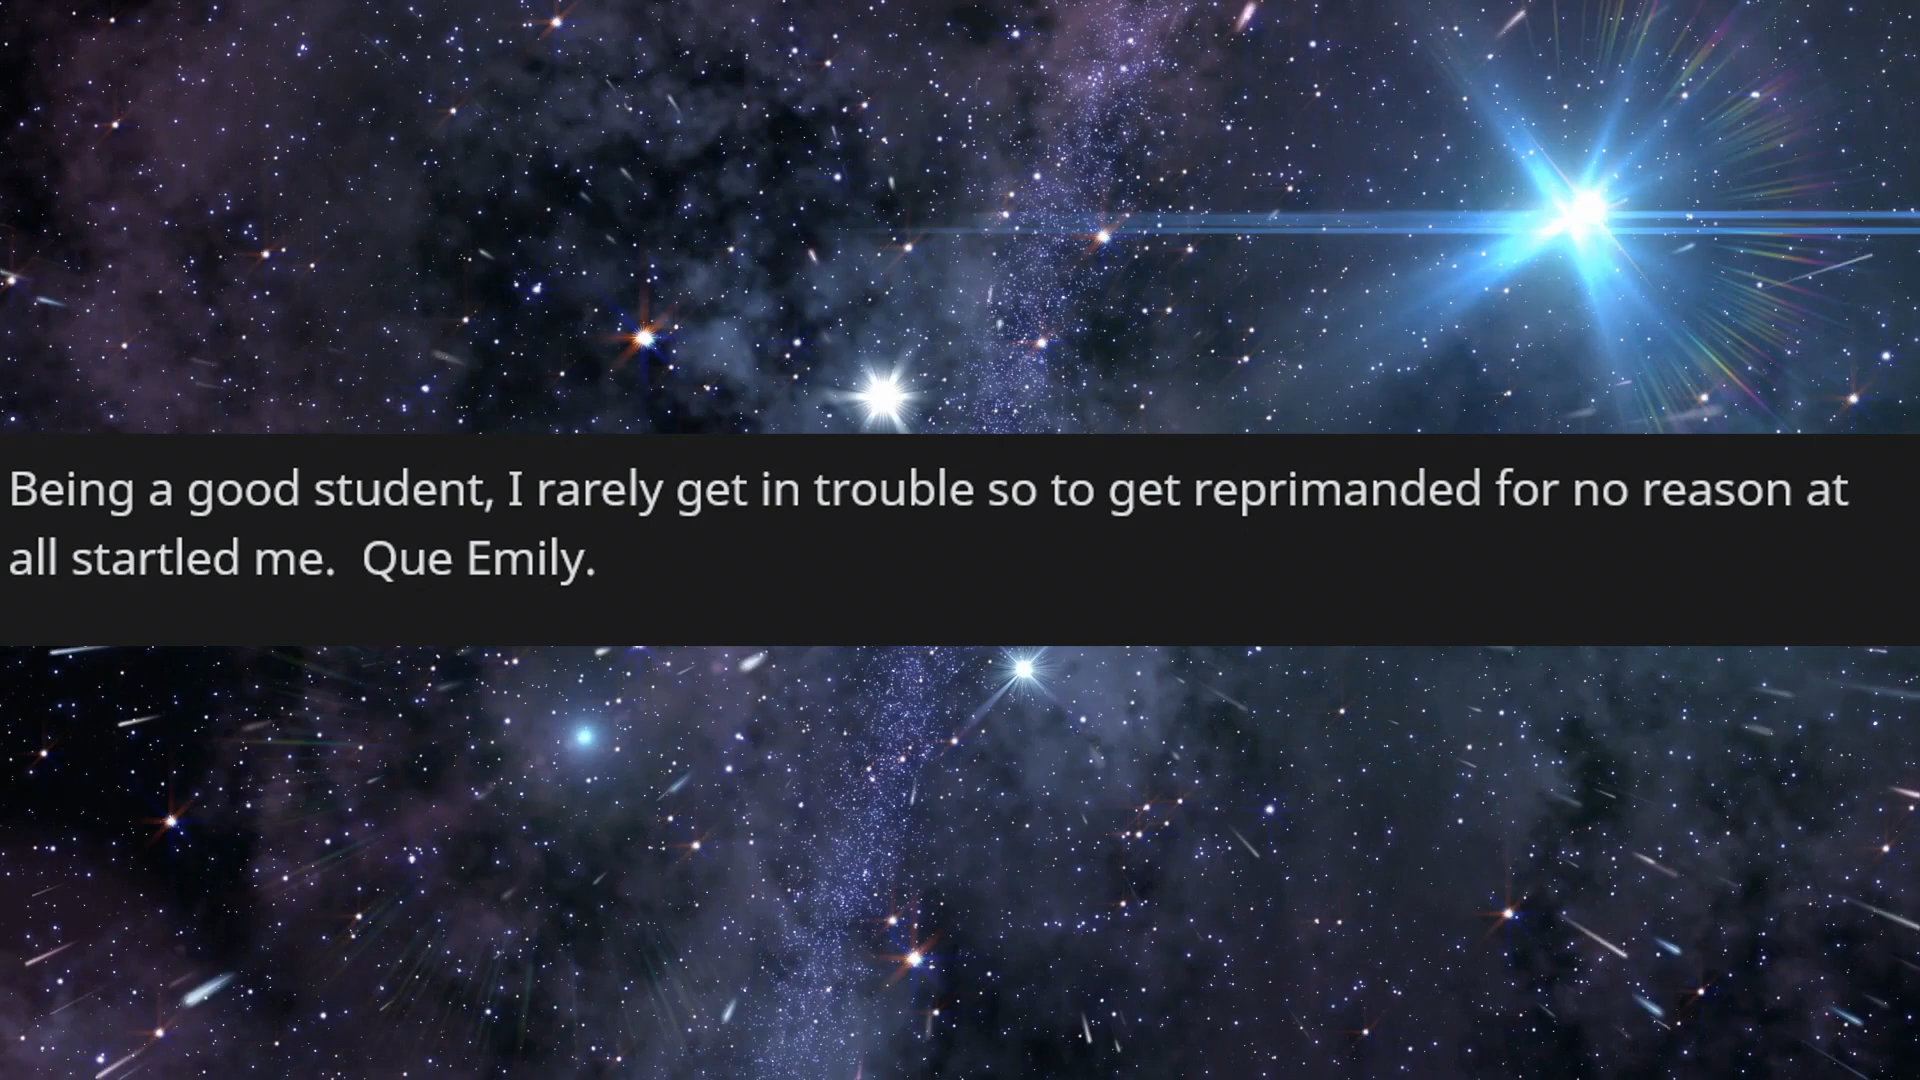 Being a good student, I rarely get in trouble so to get reprimanded for no reason at
all startled me.  Que Emily.